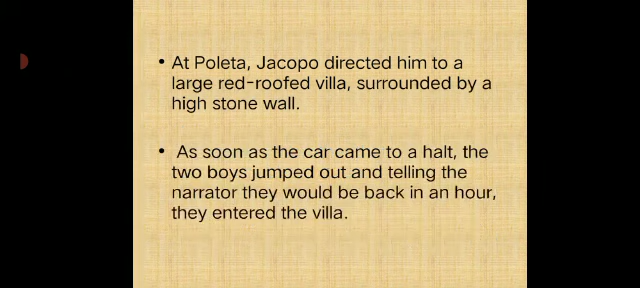 • At Poleta, Jacopo directed him to a
large red-roofed villa, surrounded by a
high stone wall.
• As soon as the car came to a halt, the
two boys jumped out and telling the
narrator they would be back in an hour,
they entered the villa.